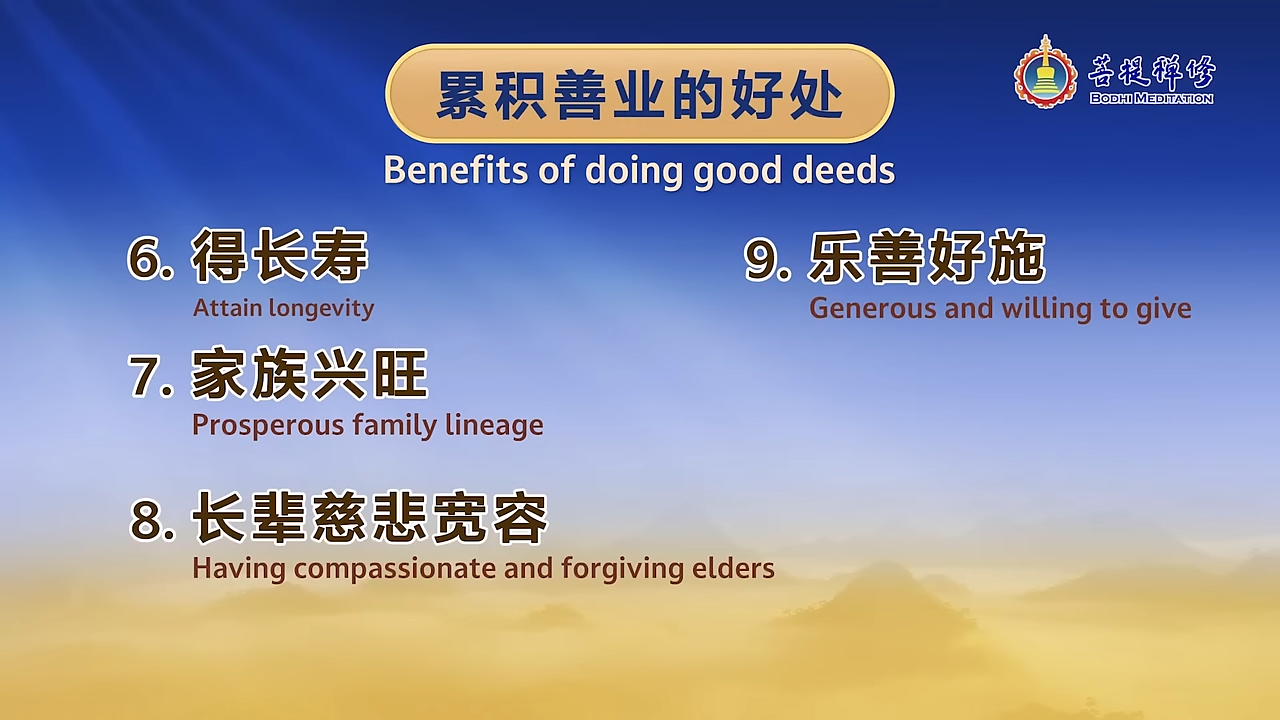 累积善业的好处
Benefits of doing good deeds
菩提禅修
BODHI MEDITATION
6. 得长寿
Attain longevity
7. 家族兴旺
Prosperous family lineage
8. 长辈慈悲宽容
Having compassionate and forgiving elders
9. 乐善好施
Generous and willing to give